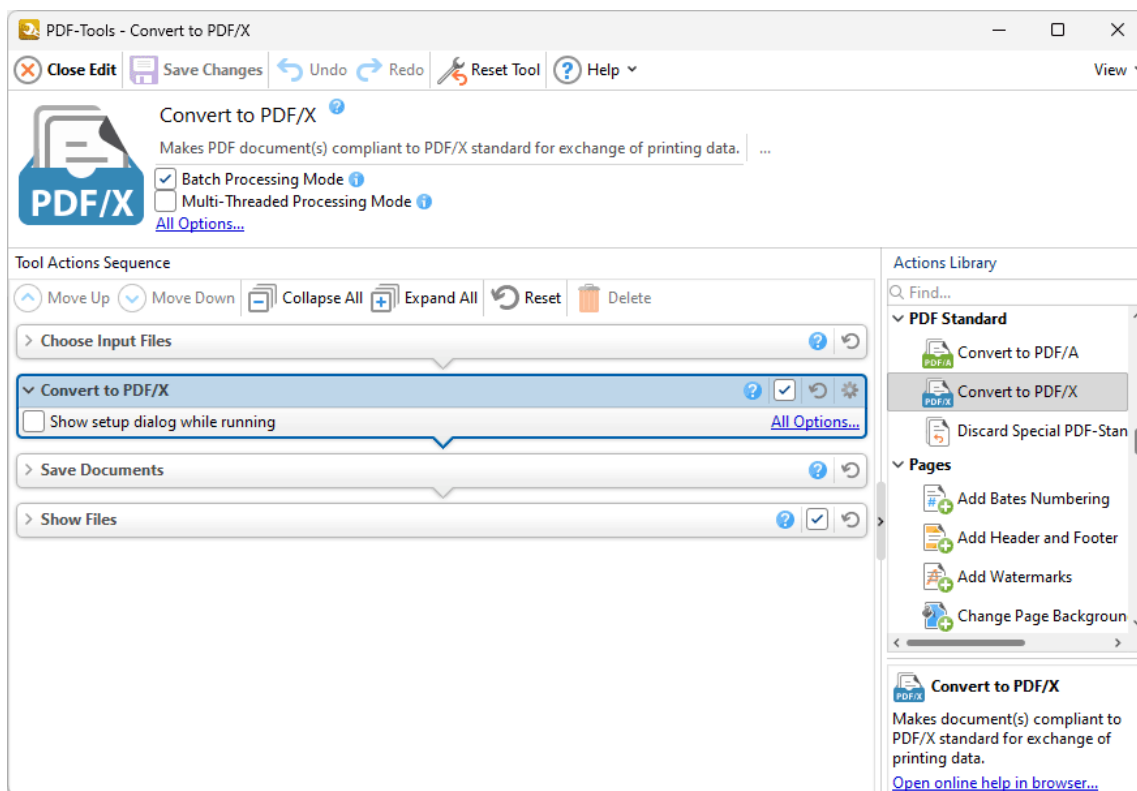 PDF-Tools - Convert to PDF/X
Close Edit Save Changes Undo Redo Reset Tool ? Help View
Convert to PDF/X ?
Makes PDF document(s) compliant to PDF/X standard for exchange of printing data. ...
PDF/X
Batch Processing Mode i
Multi-Threaded Processing Mode i
All Options...
Tool Actions Sequence
Move Up Move Down Collapse All Expand All Reset Delete
Choose Input Files ?
Convert to PDF/X ?
Show setup dialog while running All Options...
Save Documents ?
Show Files ?
Actions Library
Find...
PDF Standard
PDF/A Convert to PDF/A
PDF/X Convert to PDF/X
Discard Special PDF-Stan
Pages
# Add Bates Numbering
Add Header and Footer
Add Watermarks
Change Page Backgroun
PDF/X Convert to PDF/X
Makes document(s) compliant to
PDF/X standard for exchange of
printing data.
Open online help in browser...